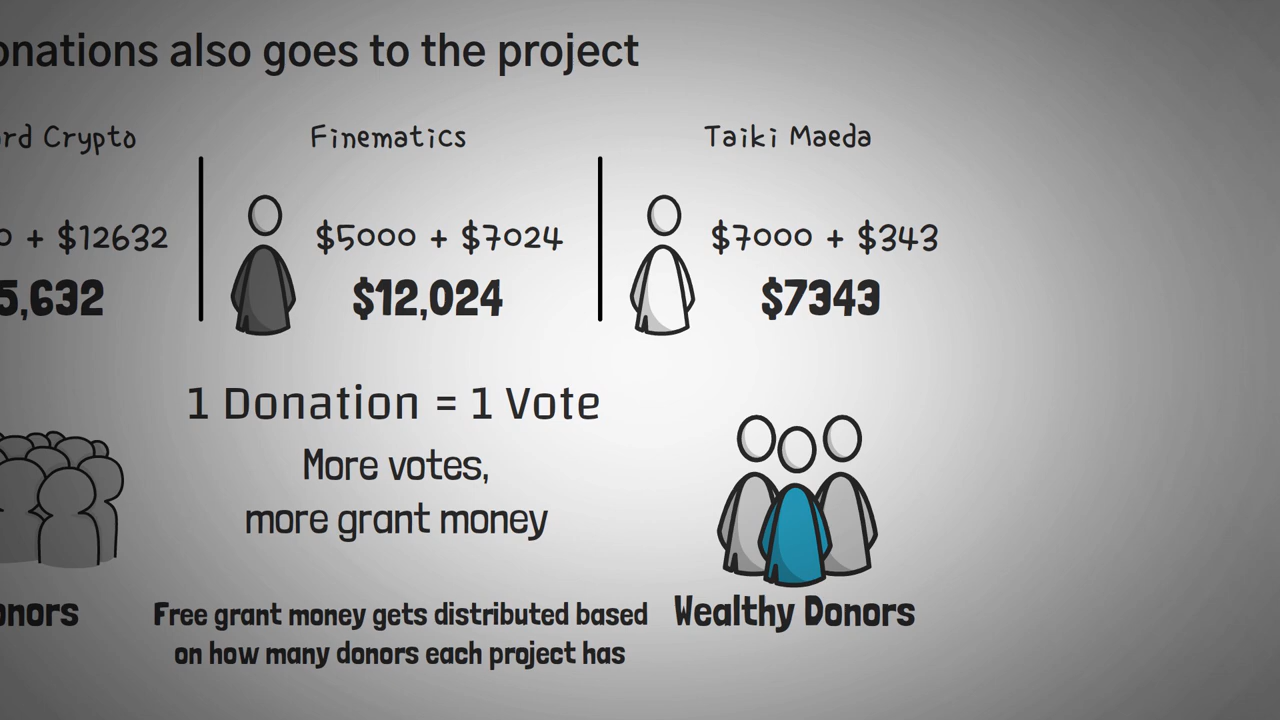 onations also goes to the project
rd Crypto
Finematics
Taiki Maeda
0 + $12632
$5000 + $7024
$7000 + $343
5,632
$12,024
$7343
1 Donation = 1 Vote
More votes,
more grant money
onors
Free grant money gets distributed based
on how many donors each project has
Wealthy Donors